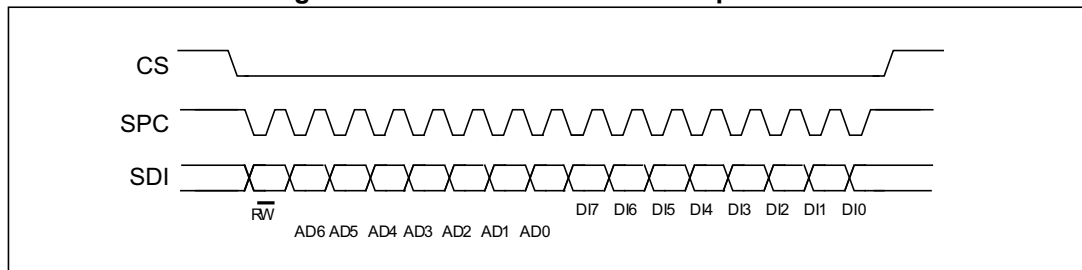 CS
SPC
SDI
RW
DI7 DI6 DI5 DI4 DI3 DI2 DI1 DI0
AD6 AD5 AD4 AD3 AD2 AD1 AD0